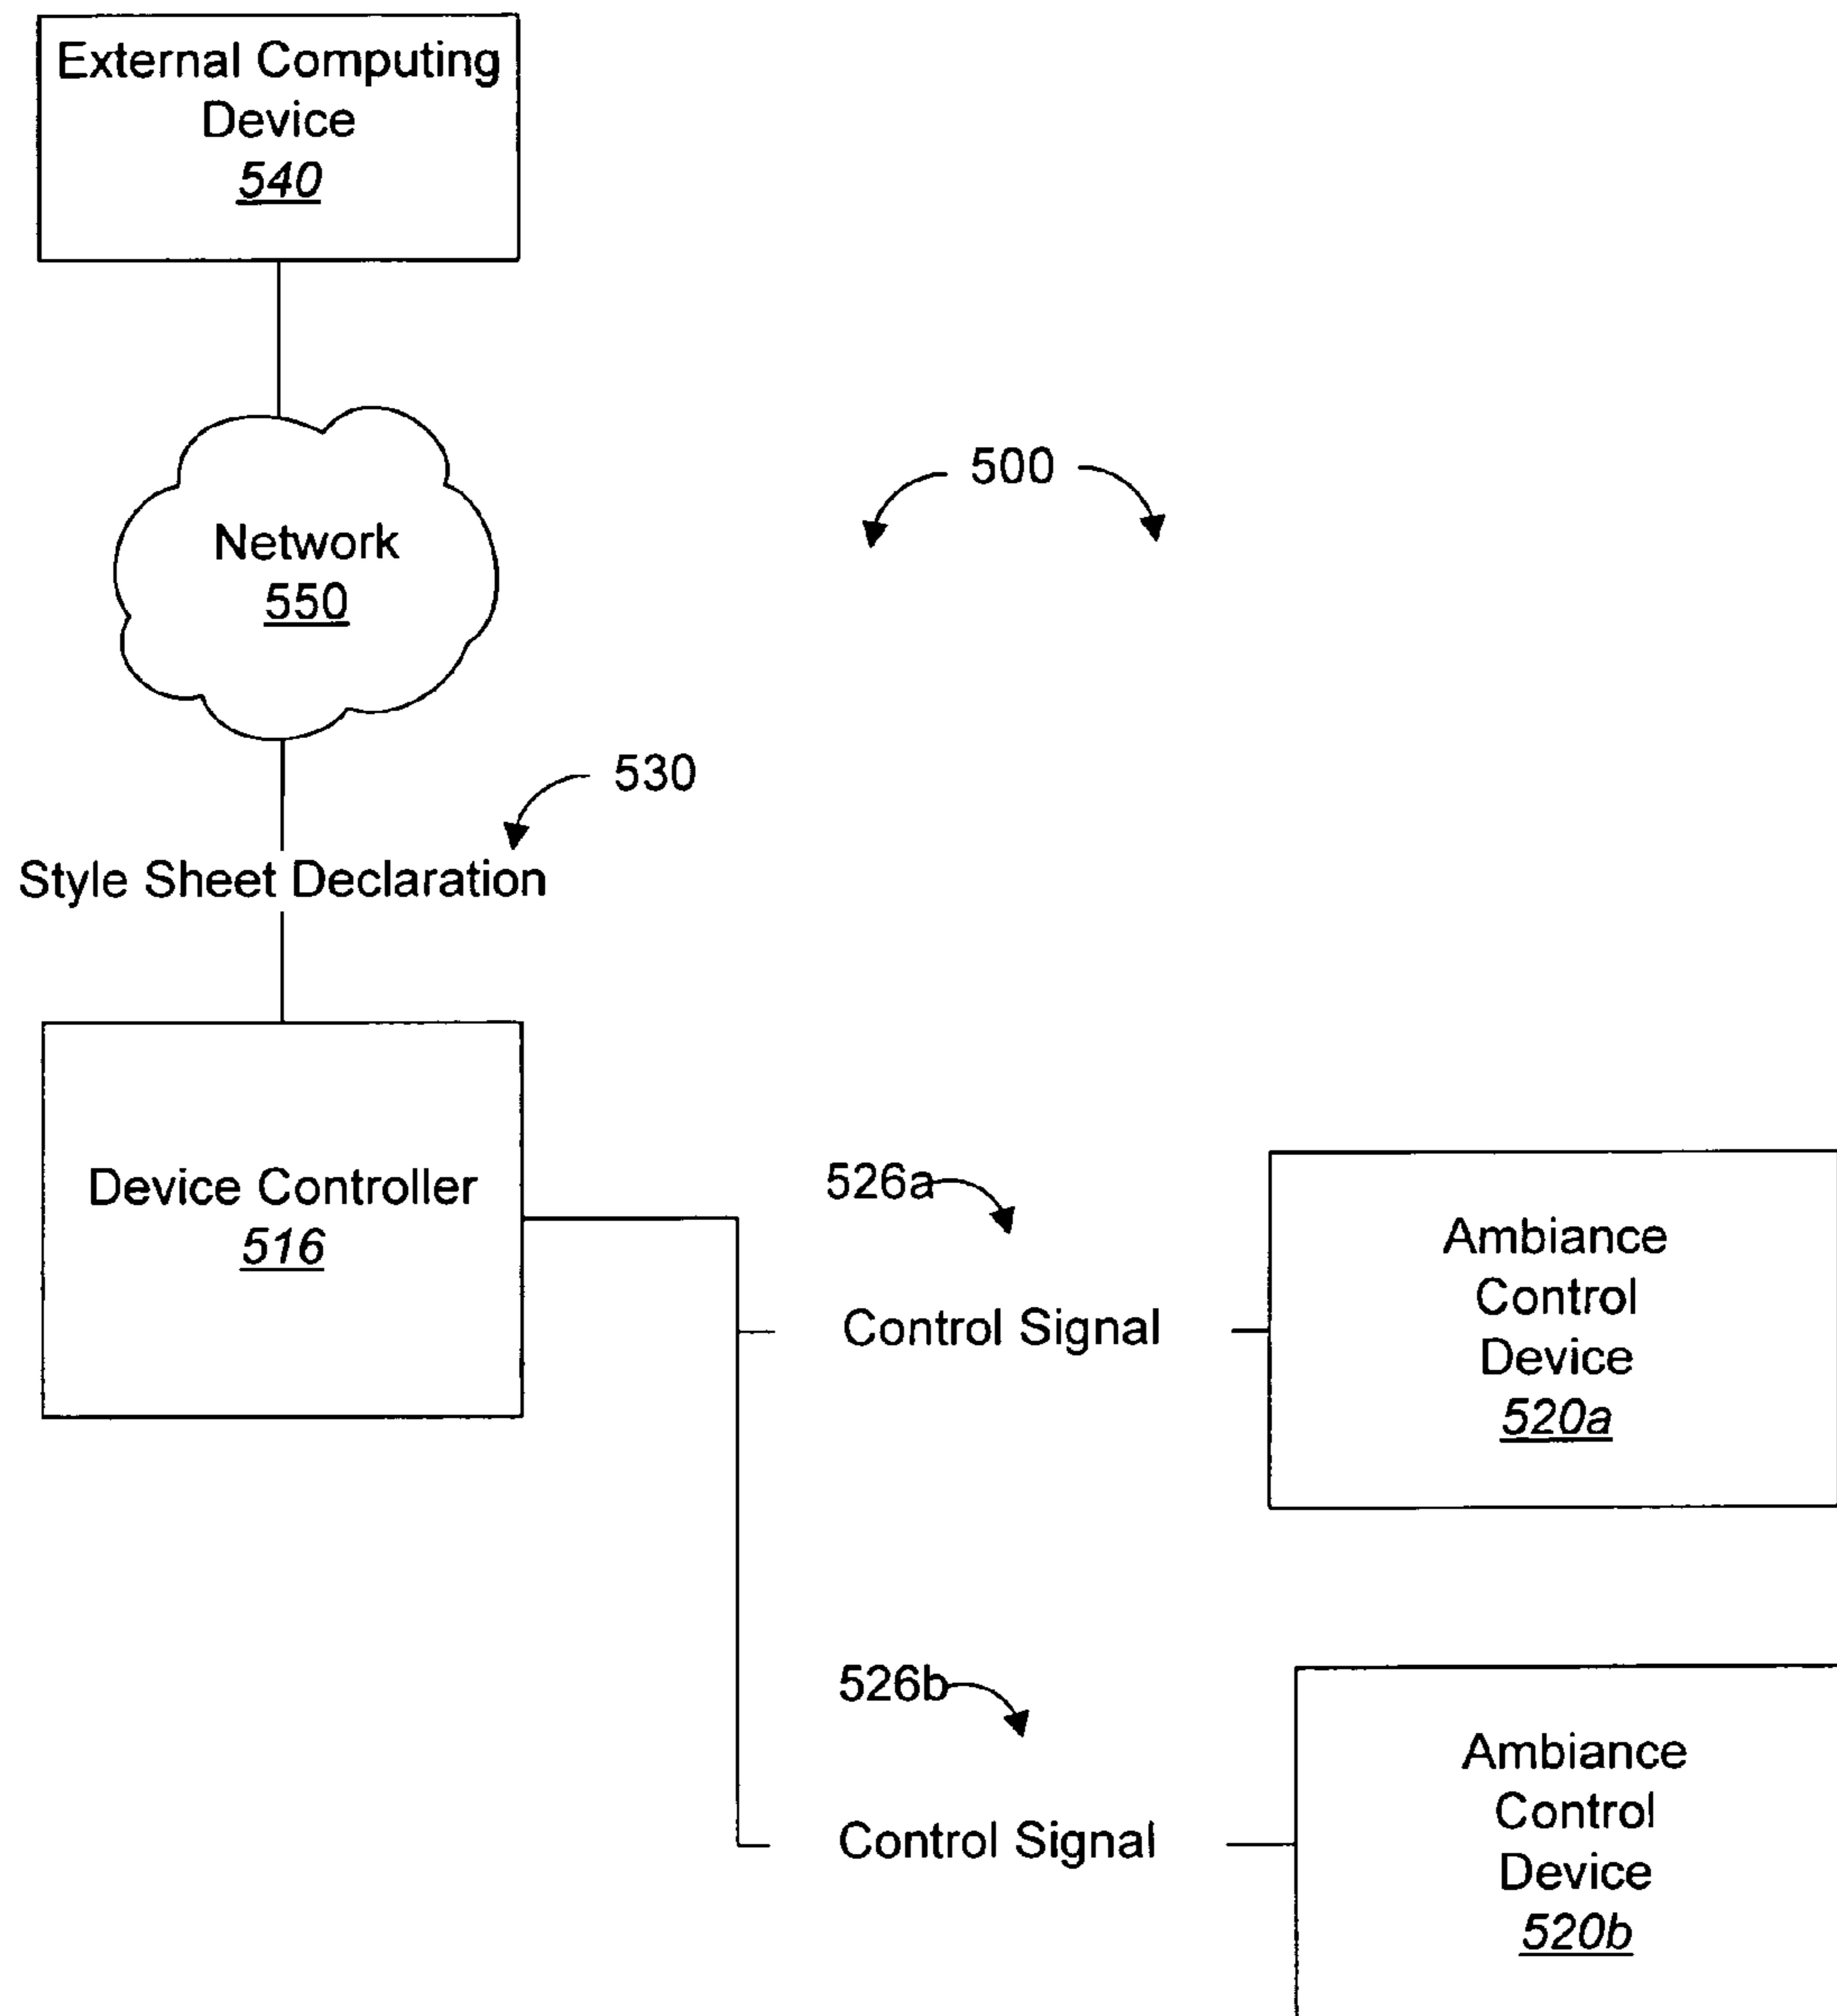 External Computing
Device
540
Network
550
500
530
Style Sheet Declaration
Device Controller
516
526a
Control Signal
Ambiance
Control
Device
520a
526b
Control Signal
Ambiance
Control
Device
520b